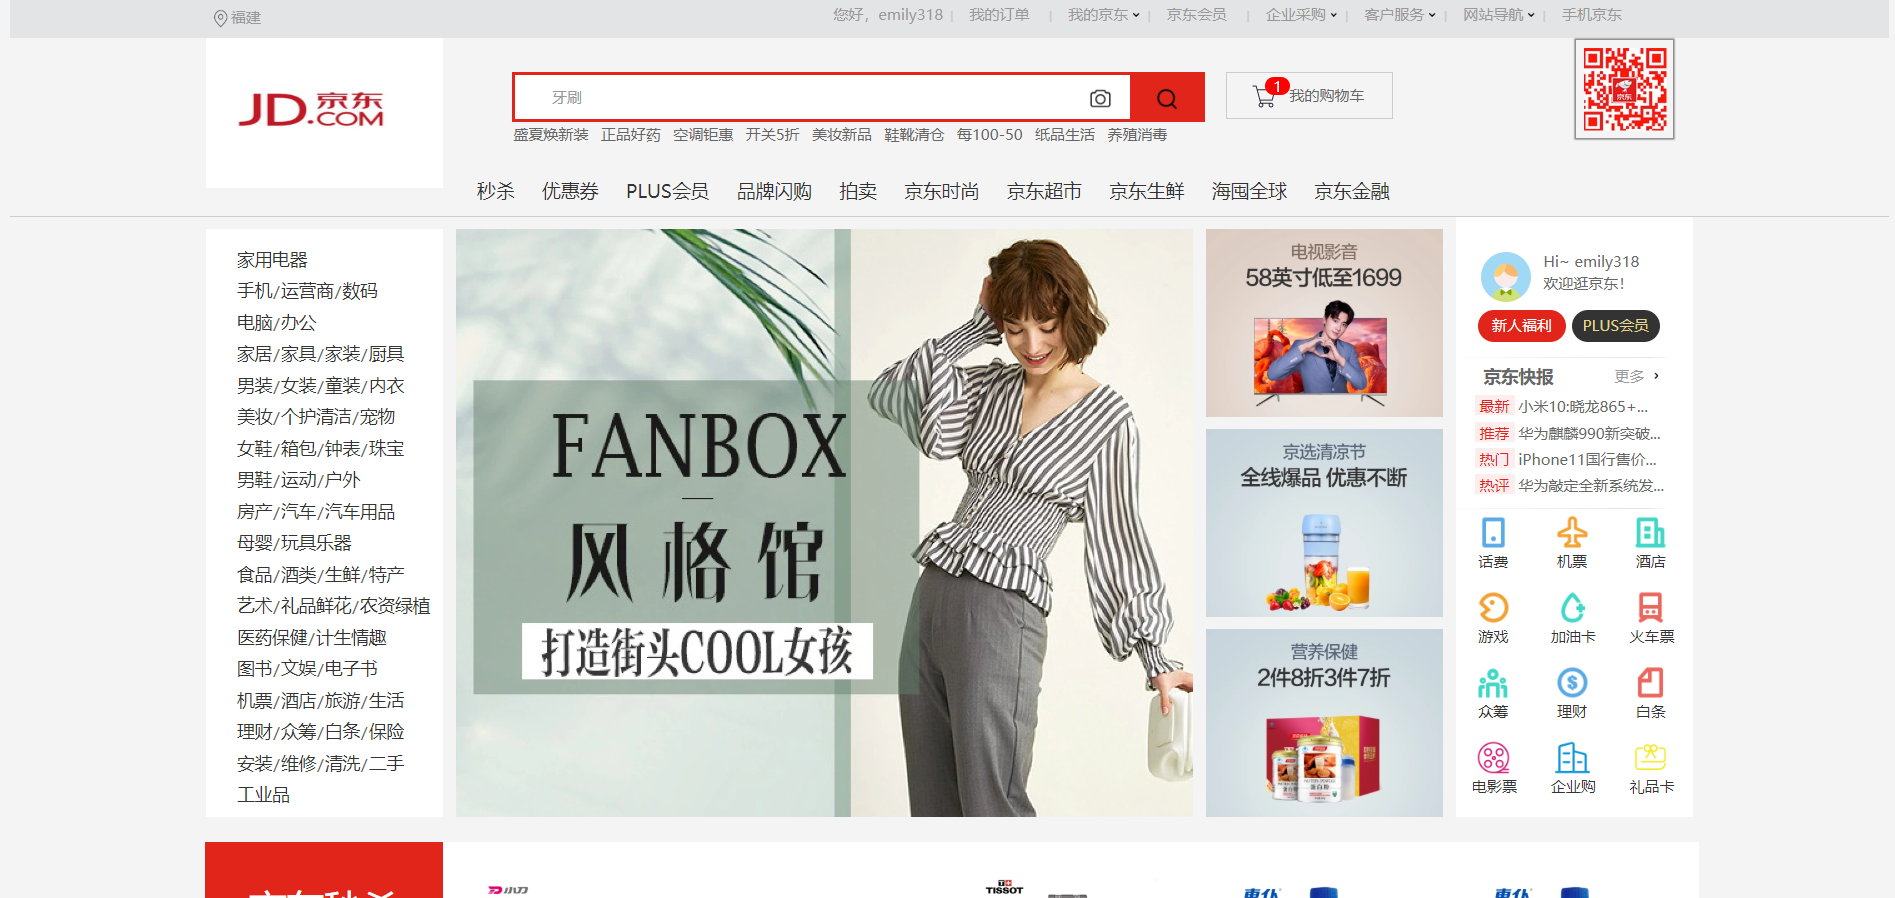 福建
您好，emily318 我的订单 我的京东 京东会员 企业采购 客户服务 网站导航 手机京东
JD.COM 京东
牙刷
1
我的购物车
京东
盛夏焕新装 正品好药 空调钜惠 开关5折 美妆新品 鞋靴清仓 每100-50 纸品生活 养殖消毒
秒杀 优惠券 PLUS会员 品牌闪购 拍卖 京东时尚 京东超市 京东生鲜 海囤全球 京东金融
家用电器
手机/运营商/数码
电脑/办公
家居/家具/家装/厨具
男装/女装/童装/内衣
美妆/个护清洁/宠物
女鞋/箱包/钟表/珠宝
男鞋/运动/户外
房产/汽车/汽车用品
母婴/玩具乐器
食品/酒类/生鲜/特产
艺术/礼品鲜花/农资绿植
医药保健/计生情趣
图书/文娱/电子书
机票/酒店/旅游/生活
理财/众筹/白条/保险
安装/维修/清洗/二手
工业品
FANBOX
风格馆
打造街头COOL女孩
电视影音
58英寸低至1699
京选清凉节
全线爆品 优惠不断
营养保健
2件8折3件7折
蛋白粉
Hi~ emily318
欢迎逛京东！
新人福利 PLUS会员
京东快报 更多
最新 小米10:晓龙865+...
推荐 华为麒麟990新突破...
热门 iPhone11国行售价...
热评 华为敲定全新系统发...
话费 机票 酒店
游戏 加油卡 火车票
众筹 理财 白条
电影票 企业购 礼品卡
京东秒杀
小刀
TISSOT